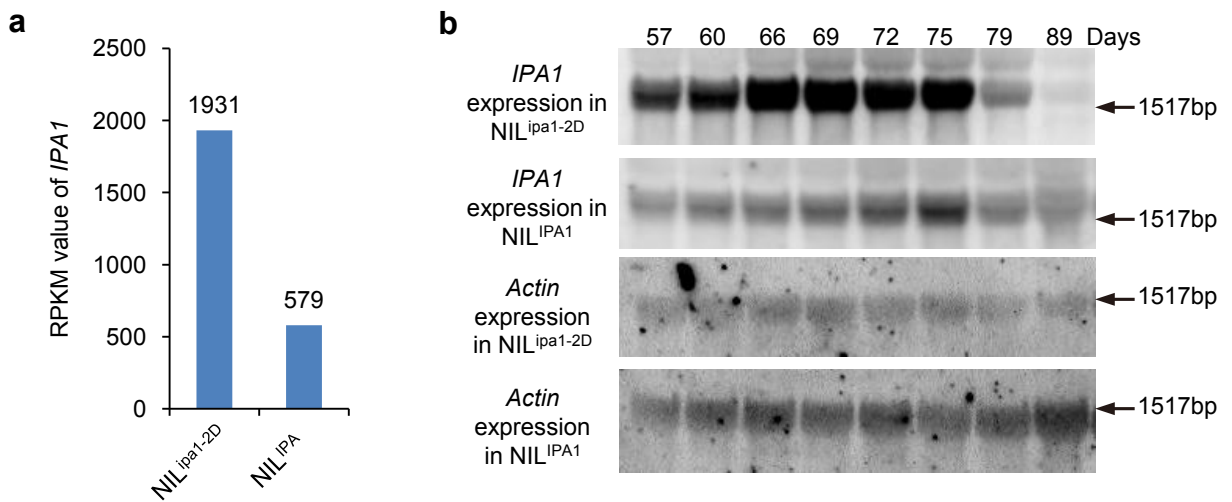 a
2500
2000
1500
1000
500
0
RPKM value of IPA1
1931
579
NILipa1-2D
NILIPA
b
57 60 66 69 72 75 79 89 Days
IPA1
expression in
NILipa1-2D
1517bp
IPA1
expression in
NILIPA1
1517bp
Actin
expression
in NILipa1-2D
1517bp
Actin
expression
in NILIPA1
1517bp